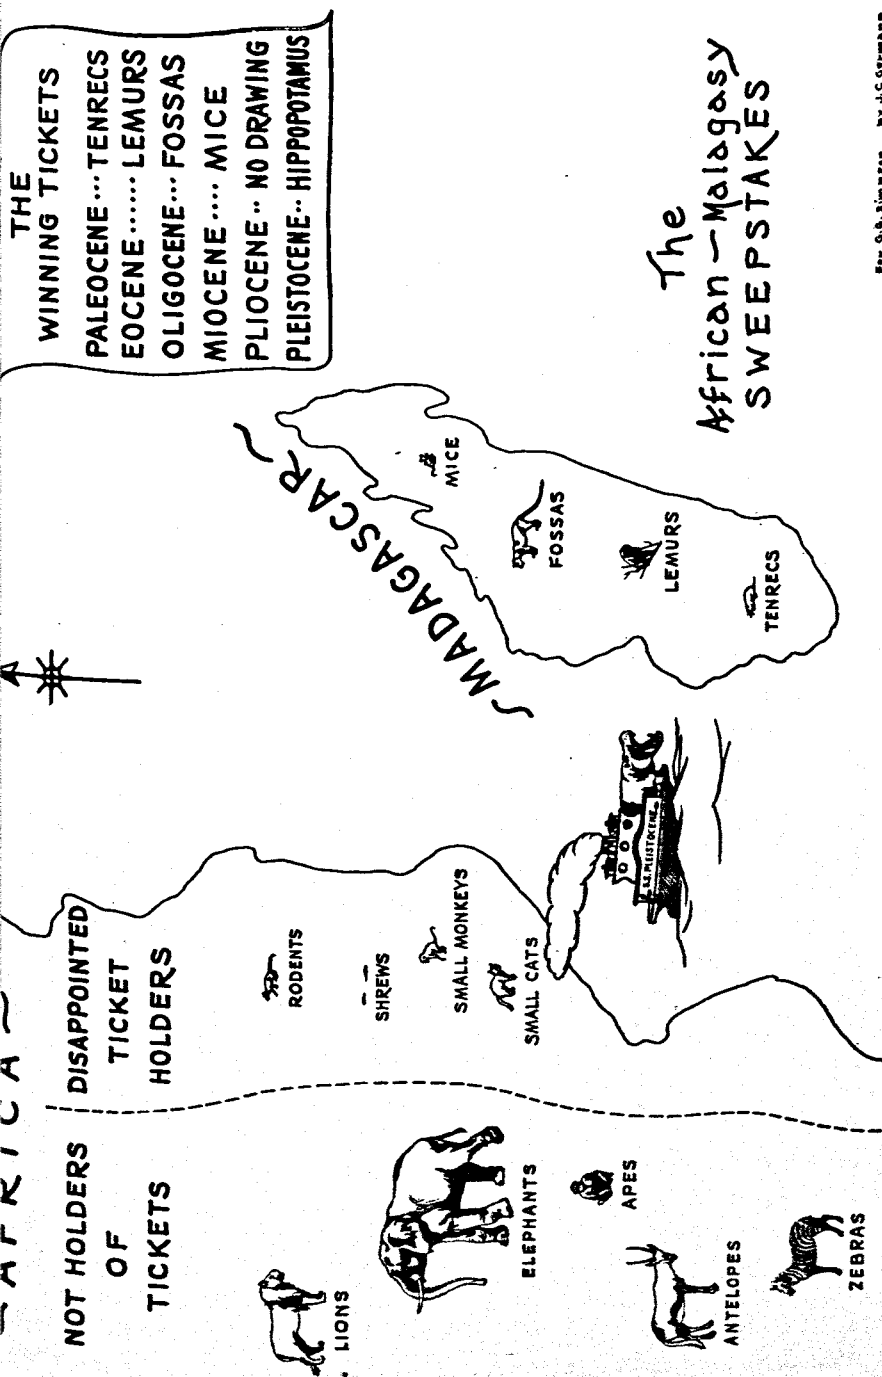 ~ AFRICA ~
NOT HOLDERS
OF
TICKETS
DISAPPOINTED
TICKET
HOLDERS
LIONS
ELEPHANTS
APES
ANTELOPES
ZEBRAS
RODENTS
SHREWS
SMALL MONKEYS
SMALL CATS
S.S. PLEISTOCENE
~ MADAGASCAR ~
MICE
FOSSAS
LEMURS
TENRECS
THE
WINNING TICKETS
PALEOCENE ··· TENRECS
EOCENE ······ LEMURS
OLIGOCENE ··· FOSSAS
MIOCENE ····· MICE
PLIOCENE ·· NO DRAWING
PLEISTOCENE ·· HIPPOPOTAMUS
The
African – Malagasy
SWEEPSTAKES